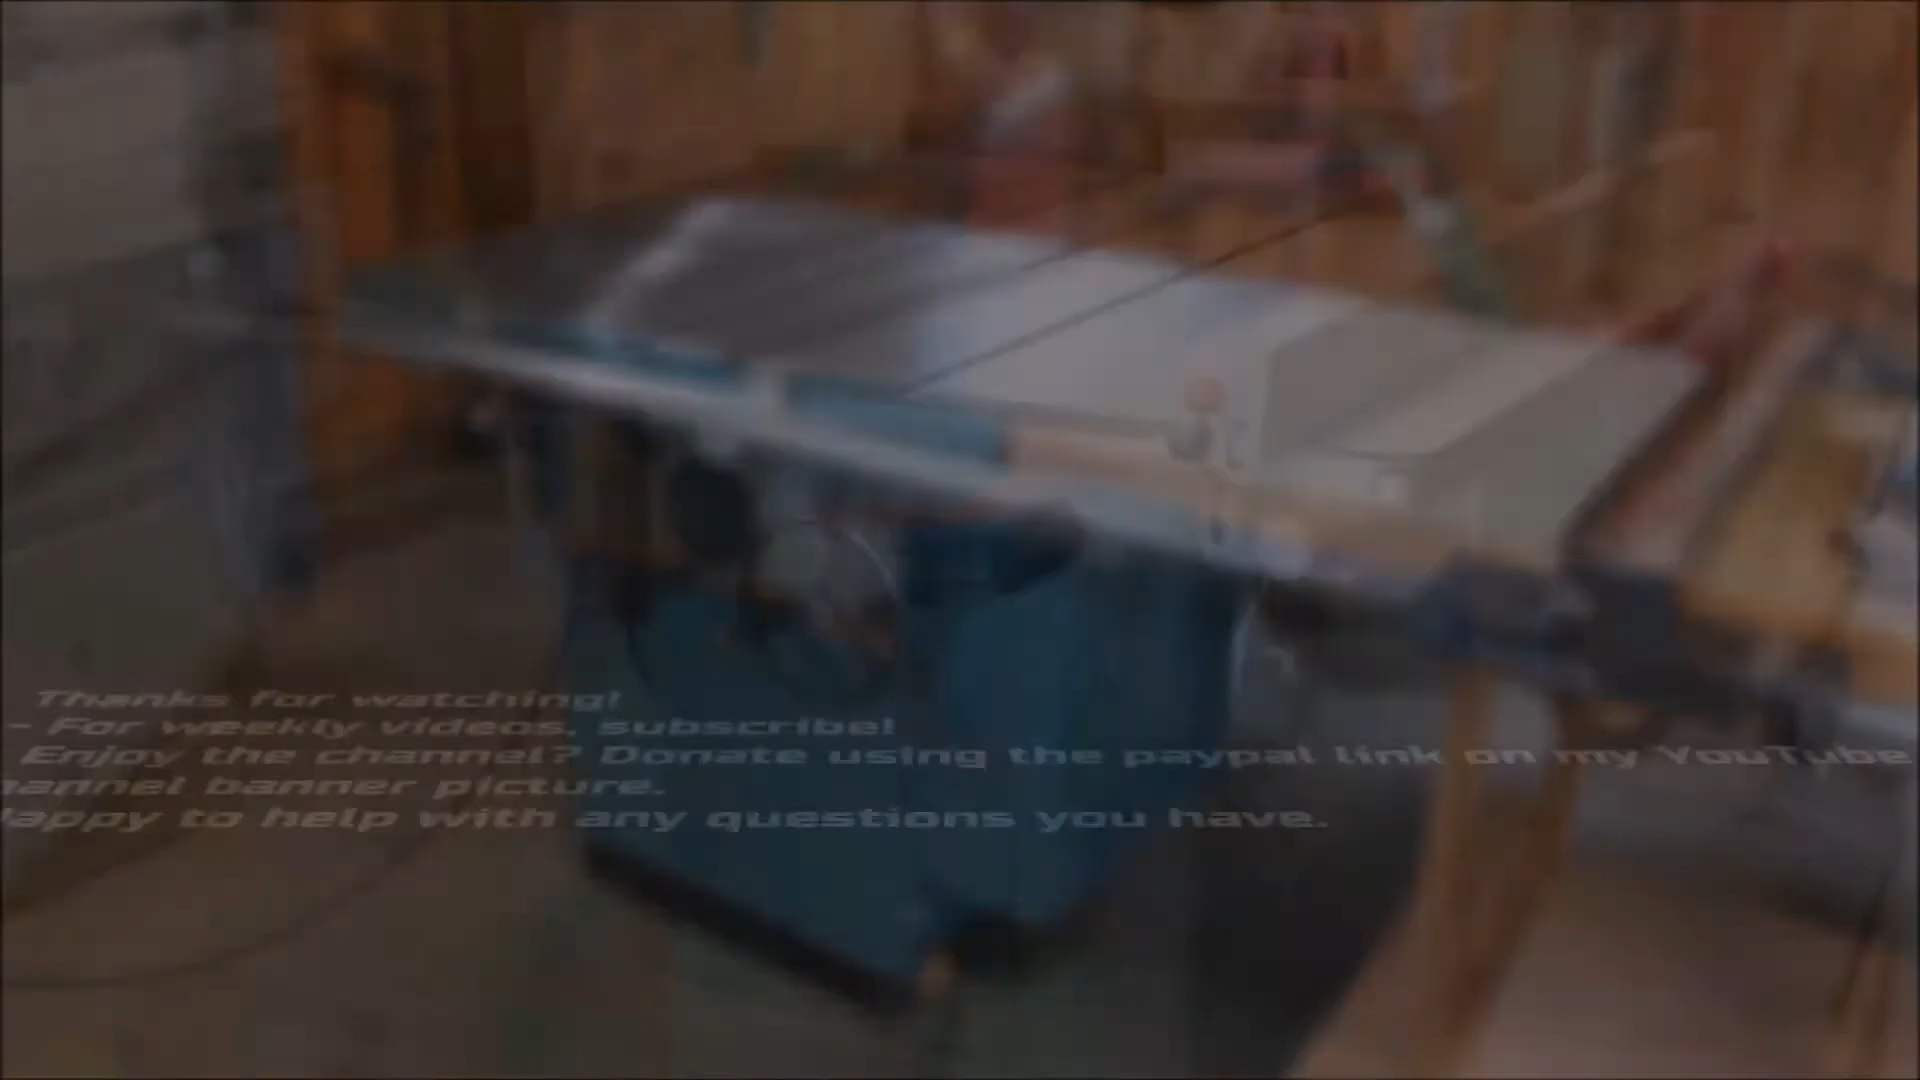 Thanks for watching!
- For weekly videos, subscribe!
Enjoy the channel? Donate using the paypal link on my YouTube
hannel banner picture.
Happy to help with any questions you have.